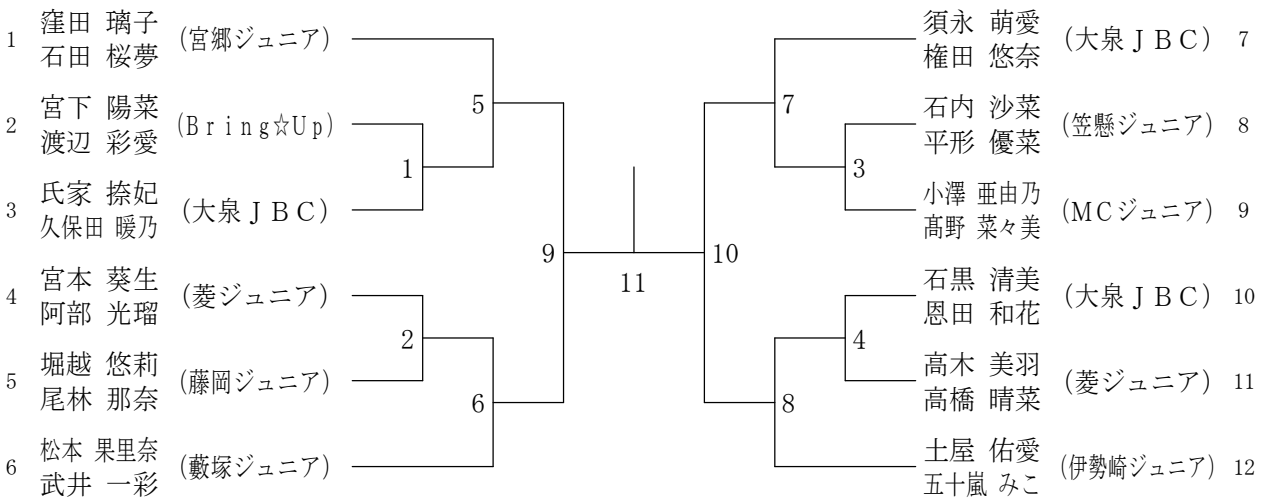 1 窪田 璃子 (宮郷ジュニア)
石田 桜夢
2 宮下 陽菜 (Bring☆Up)
渡辺 彩愛
3 氏家 捺妃 (大泉JBC)
久保田 暖乃
4 宮本 葵生 (菱ジュニア)
阿部 光瑠
5 堀越 悠莉 (藤岡ジュニア)
尾林 那奈
6 松本 果里奈 (藪塚ジュニア)
武井 一彩
5
1
9
2
6
11
7
3
10
4
8
須永 萌愛 (大泉JBC) 7
権田 悠奈
石内 沙菜 (笠懸ジュニア) 8
平形 優菜
小澤 亜由乃 (MCジュニア) 9
髙野 菜々美
石黒 清美 (大泉JBC) 10
恩田 和花
高木 美羽 (菱ジュニア) 11
高橋 晴菜
土屋 佑愛 (伊勢崎ジュニア) 12
五十嵐 みこ